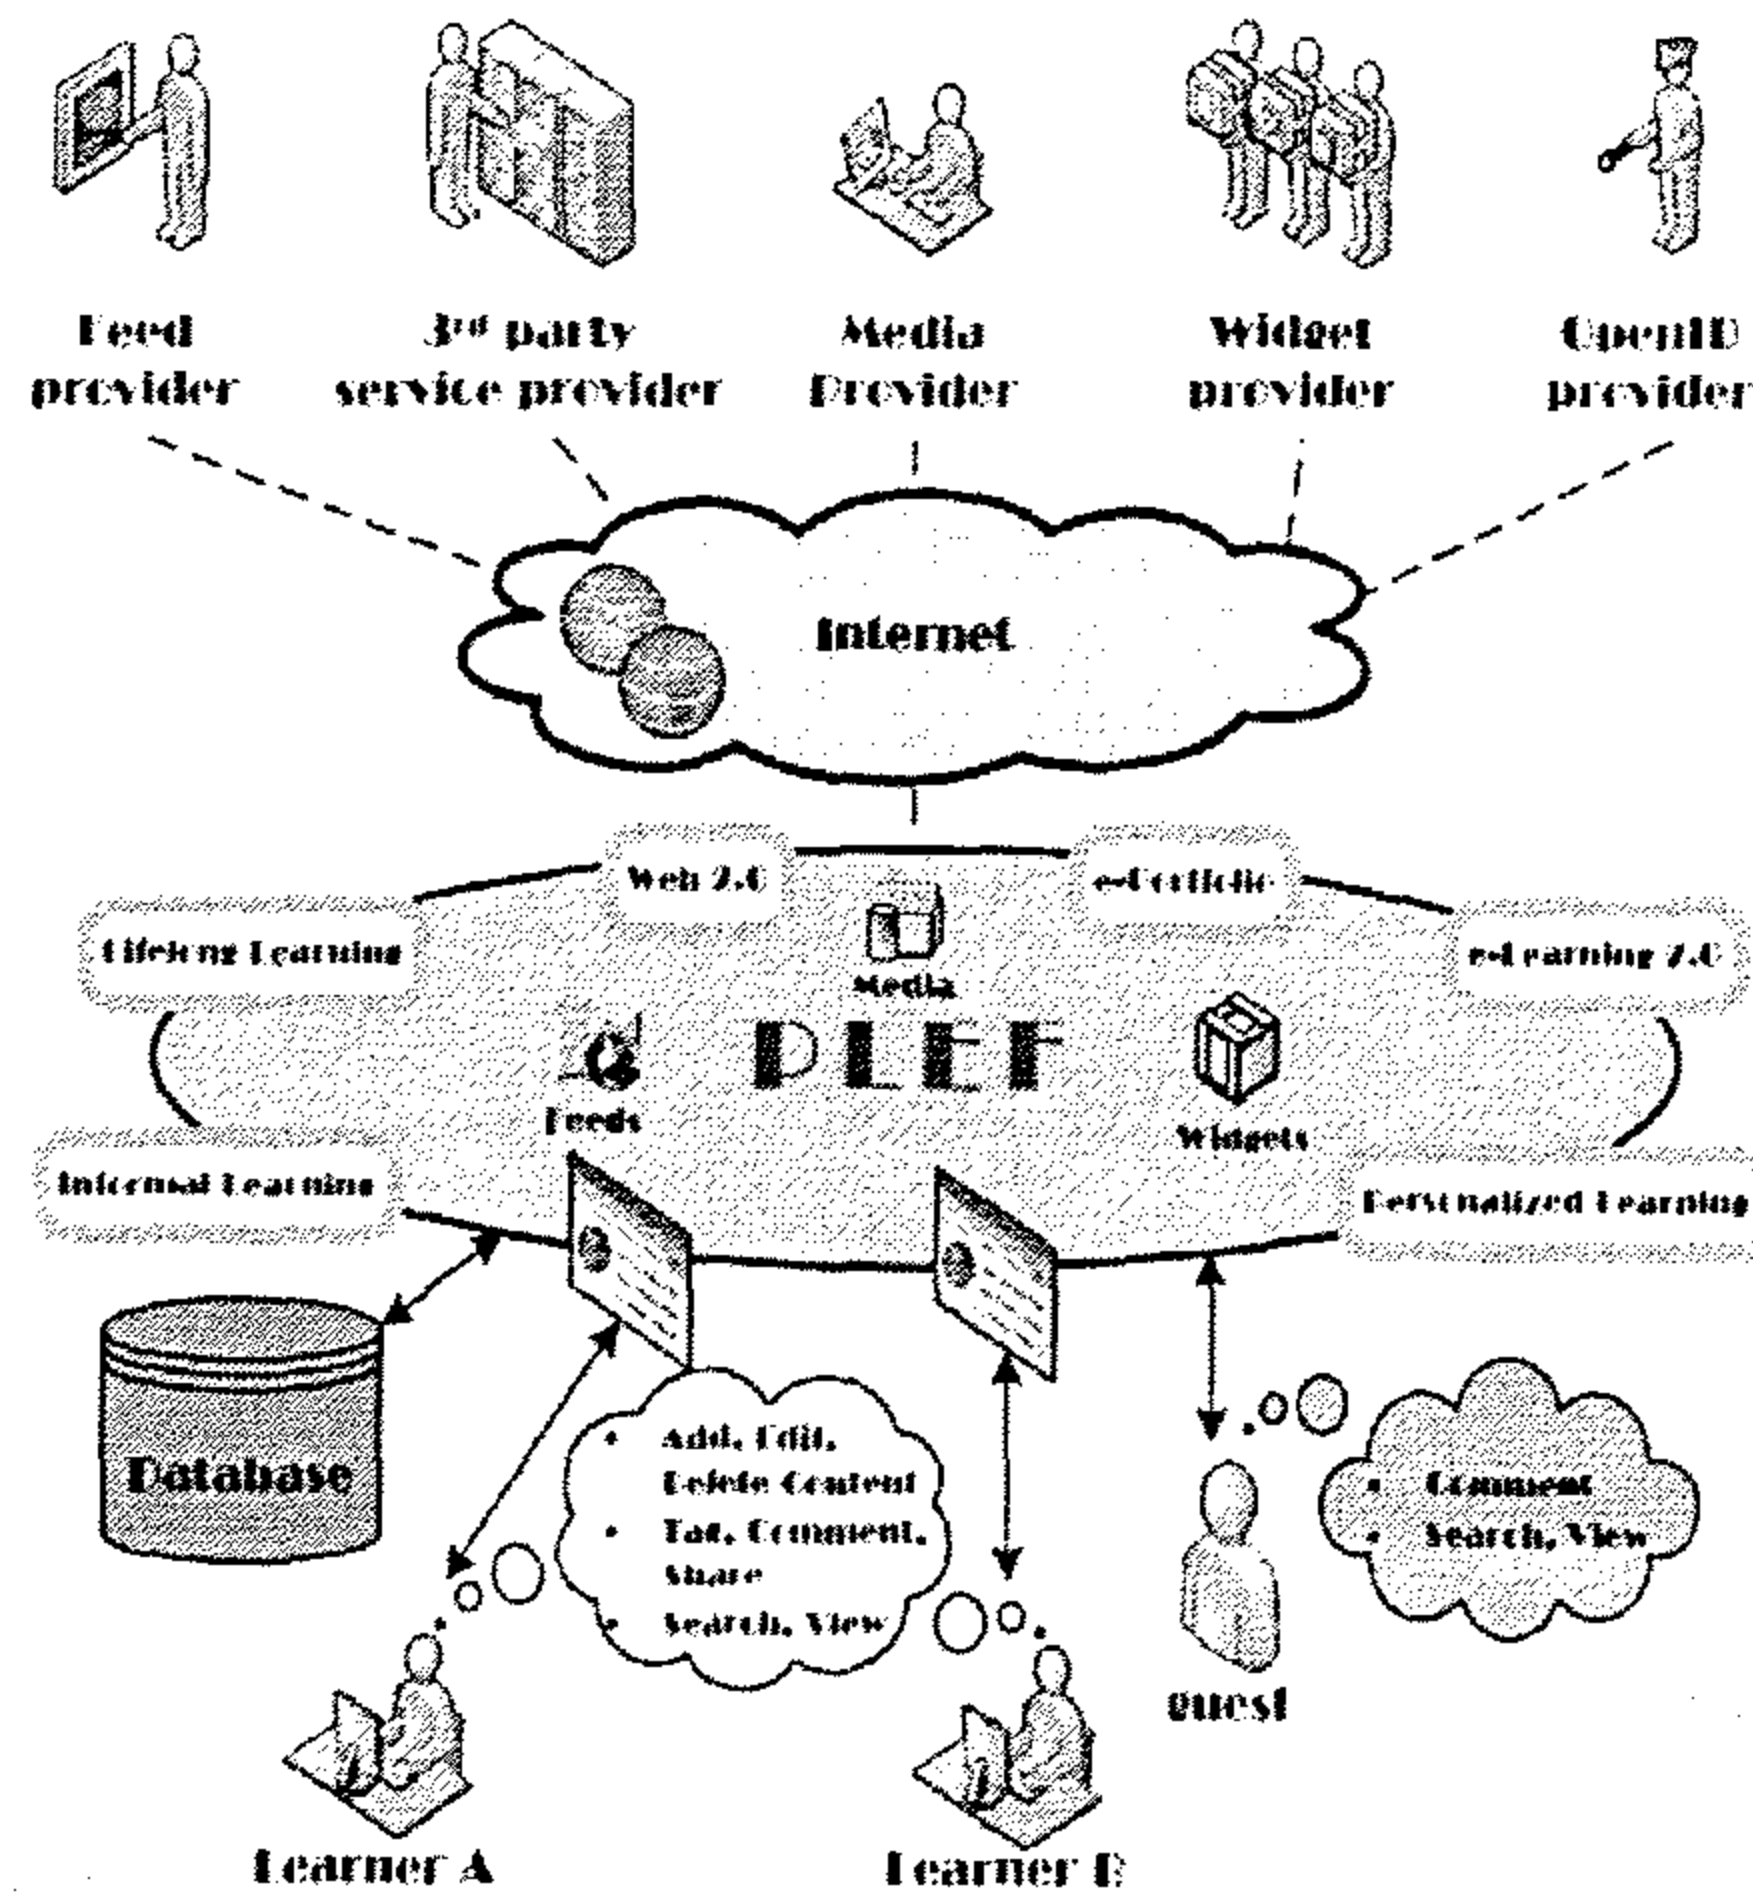 Feed
provider
3rd party
service provider
Media
Provider
Widget
provider
OpenID
provider
Internet
Web 2.0
e-Portfolio
Lifelong Learning
e-Learning 2.0
Media
PLEF
Feeds
Widgets
Informal Learning
Personalized Learning
Database
• Add, Edit,
Delete Content
• Tag, Comment,
Share
• Search, View
• Comment
• Search, View
guest
Learner A
Learner B